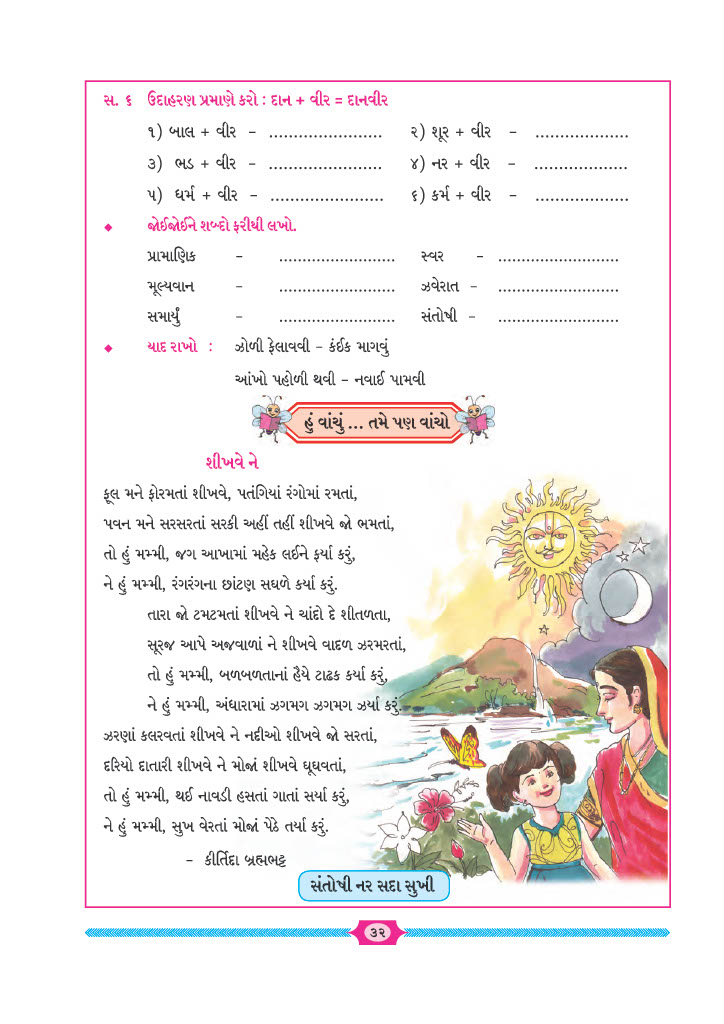 સ. ૬ ઉદાહરણ પ્રમાણે કરો : દાન + વીર = દાનવીર
૧) બાલ + વીર – ....................... ૨) શૂર + વીર – ...................
૩) ભડ + વીર – ....................... ૪) નર + વીર – ...................
૫) ધર્મ + વીર – ....................... ૬) કર્મ + વીર – ...................
◆ જોઈજોઈને શબ્દો ફરીથી લખો.
પ્રામાણિક – ......................... સ્વર – ..........................
મૂલ્યવાન – ......................... ઝવેરાત – ..........................
સમાર્યું – ......................... સંતોષી – ..........................
◆ યાદ રાખો : ઝોળી ફેલાવવી – કંઈક માગવું
આંખો પહોળી થવી – નવાઈ પામવી
હું વાંચું ... તમે પણ વાંચો
શીખવે ને
ફૂલ મને ફોરમતાં શીખવે, પતંગિયાં રંગોમાં રમતાં,
પવન મને સરસરતાં સરકી અહીં તહીં શીખવે જો ભમતાં,
તો હું મમ્મી, જગ આખામાં મહેક લઈને ફર્યા કરું,
ને હું મમ્મી, રંગરંગના છાંટણ સઘળે કર્યા કરું.
તારા જો ટમટમતાં શીખવે ને ચાંદો દે શીતળતા,
સૂરજ આપે અજવાળાં ને શીખવે વાદળ ઝરમરતાં,
તો હું મમ્મી, બળબળતાનાં હૈયે ટાઢક કર્યા કરું,
ને હું મમ્મી, અંધારામાં ઝગમગ ઝગમગ ઝર્યા કરું.
ઝરણાં કલરવતાં શીખવે ને નદીઓ શીખવે જો સરતાં,
દરિયો દાતારી શીખવે ને મોજાં શીખવે ઘૂઘવતાં,
તો હું મમ્મી, થઈ નાવડી હસતાં ગાતાં સર્યા કરું,
ને હું મમ્મી, સુખ વેરતાં મોજાં પેઠે તર્યા કરું.
– કીર્તિદા બ્રહ્મભટ્ટ
સંતોષી નર સદા સુખી
૩૨